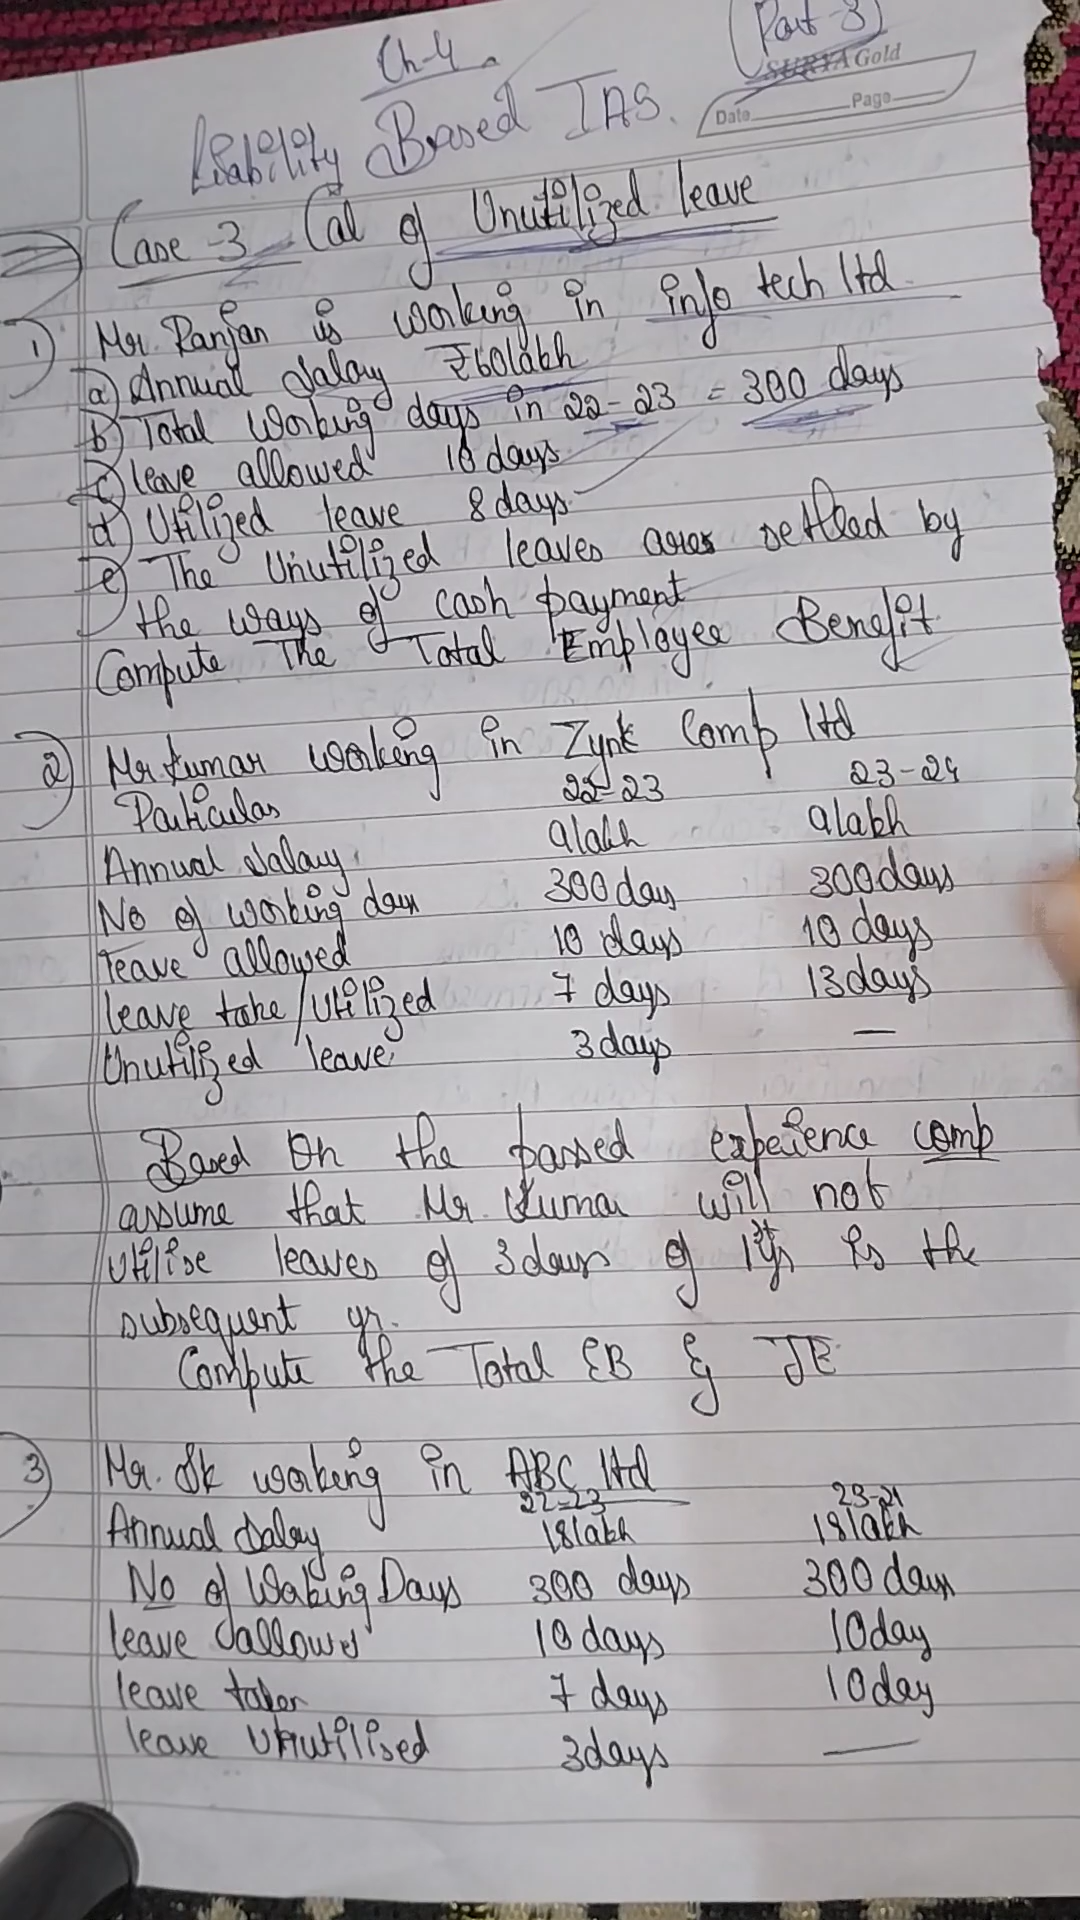 Part-3
Ch-4.
SURYA Gold
Date Page
Liability Based IAS.
Case-3 Cal of Unutilized leave
1) Mr. Ranjan is working in info tech ltd.
a) Annual Salary ₹60lakh
b) Total Working days in 22-23 = 300 days
c) leave allowed 10 days
d) Utilized leave 8 days
e) The Unutilized leaves are settled by
the ways of cash payment
Compute The Total Employee Benefit
2) Mr Kumar working in Zynk Comp ltd
Particulas 22-23 23-24
Annual Salary 9lakh 9lakh
No of working days 300 days 300 days
leave allowed 10 days 10 days
leave take/Utilized 7 days 13 days
Unutilized leave 3 days —
Based on the passed expeience comp
assume that Mr. Kumar will not
utilise leaves of 3 days of 1st yr is the
subsequent yr.
Compute the Total EB & JE
3) Mr. Sk working in ABC ltd
22-23 23-24
Annual Salay 18lakh 18lakh
No of Woking Days 300 days 300 days
leave allowed 10 days 10 day
leave taken 7 days 10 day
leave Unutilised 3 days —